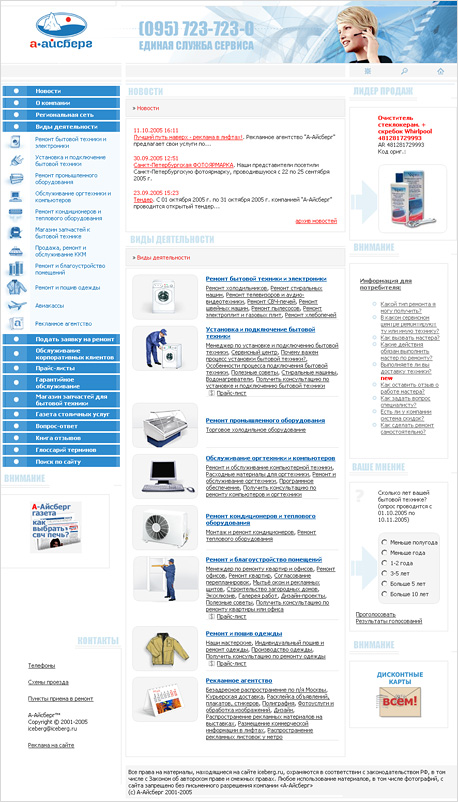 а·айсберг
(095) 723-723-0
ЕДИНАЯ СЛУЖБА СЕРВИСА
Новости
О компании
Региональная сеть
Виды деятельности
Ремонт бытовой техники и
электроники
Установка и подключение
бытовой техники
Ремонт промышленного
оборудования
Обслуживание оргтехники и
компьютеров
Ремонт кондиционеров и
теплового оборудования
Магазин запчастей к
бытовой технике
Продажа, ремонт и
обслуживание ККМ
Ремонт и благоустройство
помещений
Ремонт и пошив одежды
Авиакассы
Рекламное агентство
Подать заявку на ремонт
Обслуживание
корпоративных клиентов
Прайс-листы
Гарантийное
обслуживание
Магазин запчастей для
бытовой техники
Газета столичных услуг
Вопрос-ответ
Книга отзывов
Глоссарий терминов
Поиск по сайту
ВНИМАНИЕ
А-Айсберг
газета
как
выбрать
свч печь?
КОНТАКТЫ
Телефоны
Схемы проезда
Пункты приема в ремонт
А-Айсберг™
Copyright © 2001-2005
iceberg@iceberg.ru
Реклама на сайте
НОВОСТИ
» Новости
11.10.2005 16:11
Лучший путь наверх - реклама в лифтах!. Рекламное агентство "А-Айсберг"
предлагает свои услуги по...
30.09.2005 12:51
Санкт-Петербургская ФОТОЯРМАРКА. Наши представители посетили
Санкт-Петербургскую фотоярмарку, проводившуюся с 22 по 25 сентября
2005 г.
23.09.2005 15:23
Тендер. С 01 октября 2005 г. по 31 октября 2005 г. компанией "А-Айсберг"
проводится открытый тендер...
архив новостей
ВИДЫ ДЕЯТЕЛЬНОСТИ
» Виды деятельности
Ремонт бытовой техники и электроники
Ремонт холодильников, Ремонт стиральных
машин, Ремонт телевизоров и аудио-
видеотехники, Ремонт СВЧ-печей, Ремонт
швейных машин, Ремонт пылесосов, Ремонт
электроплит и газовых плит, Ремонт хлебопечей
Установка и подключение бытовой
техники
Менеджер по установке и подключению бытовой
техники, Сервисный центр, Почему важен
процесс установки бытовой техники?,
Особенности процесса подключения бытовой
техники, Полезные советы, Стиральные машины,
Водонагреватели, Получить консультацию по
установке и подключению бытовой техники
Прайс-лист
Ремонт промышленного оборудования
Торговое холодильное оборудование
Обслуживание оргтехники и компьютеров
Ремонт и обслуживание компьютерной техники,
Расходные материалы для оргтехники, Ремонт и
обслуживание оргтехники, Программное
обеспечение, Получить консультацию по
ремонту компьютеров и оргтехники
Ремонт кондиционеров и теплового
оборудования
Монтаж и ремонт кондиционеров, Ремонт
теплового оборудования
Ремонт и благоустройство помещений
Менеджер по ремонту квартир и офисов, Ремонт
офисов, Ремонт квартир, Согласование
перепланировок, Мытьё окон и рекламных
щитов, Строительство загородных домов,
Эксклюзив, Галерея работ, Дизайн-проекты,
Полезные советы, Получить консультацию по
ремонту квартиры или офиса
Прайс-лист
Ремонт и пошив одежды
Наши мастерские, Индивидуальный пошив и
ремонт одежды, Производство одежды,
Получить консультацию по ремонту одежды
Прайс-лист
Рекламное агентство
Безадресное распространение по п/я Москвы,
Курьерская доставка, Расклейка объявлений,
плакатов, стикеров, Полиграфия, Фотоуслуги и
обработка изображений, Дизайн,
Распространение рекламных материалов на
выставках, Размещение коммерческой
информации в лифтах, Распространение
рекламных листовок у метро
ЛИДЕР ПРОДАЖ
Очиститель
стеклокерам. +
скребок Whirlpool
481281729993
AR 481281729993
Код ориг.:
ВНИМАНИЕ
Информация для
потребителя:
Какой тип ремонта я
могу получить?
В каком сервисном
центре ремонтируют
ту или иную технику?
Как вызвать мастера?
Какие действия
обязан выполнить
мастер по ремонту?
Выполняете ли вы
доставку техники?
new
Как оставить отзыв о
работе мастера?
Как задать вопрос
специалисту?
Есть ли у компании
система скидок?
Как сделать ремонт
самостоятельно?
ВАШЕ МНЕНИЕ
?
Сколько лет вашей
бытовой технике?
(опрос проводится с
01.10.2005 по
10.11.2005)
Меньше полугода
Меньше года
1-2 года
3-5 лет
Больше 5 лет
Больше 10 лет
Проголосовать
Результаты голосований
ВНИМАНИЕ
ДИСКОНТНЫЕ
КАРТЫ
всем!
Все права на материалы, находящиеся на сайте iceberg.ru, охраняются в соответствии с законодательством РФ, в том
числе с Законом об авторском праве и смежных правах. Любое использование материалов, в том числе фотографий, с
сайта запрещено без письменного разрешения компании «А-Айсберг»
(c) А-Айсберг 2001-2005